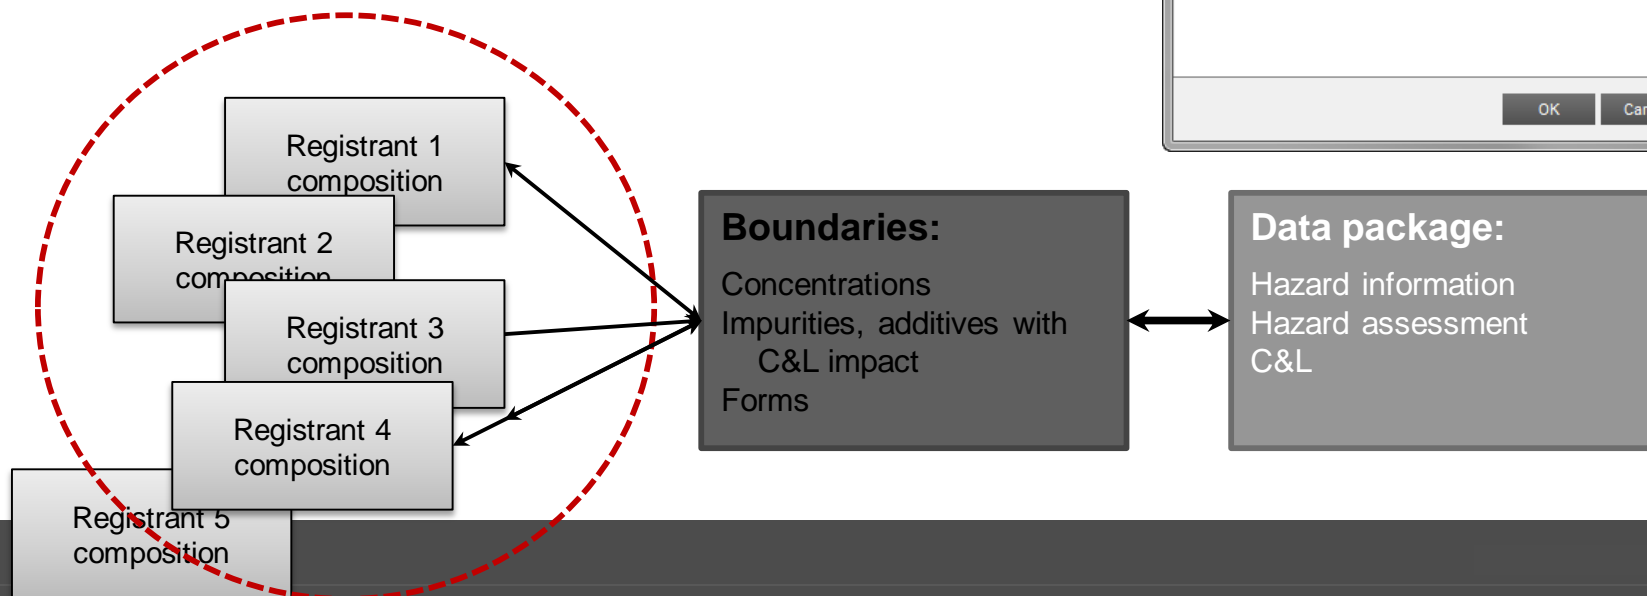 OK
Registrant 1
composition
Registrant 2
composition
Registrant 3
composition
Registrant 4
composition
Registrant 5
composition
Boundaries:
Concentrations
Impurities, additives with
C&L impact
Forms
Data package:
Hazard information
Hazard assessment
C&L